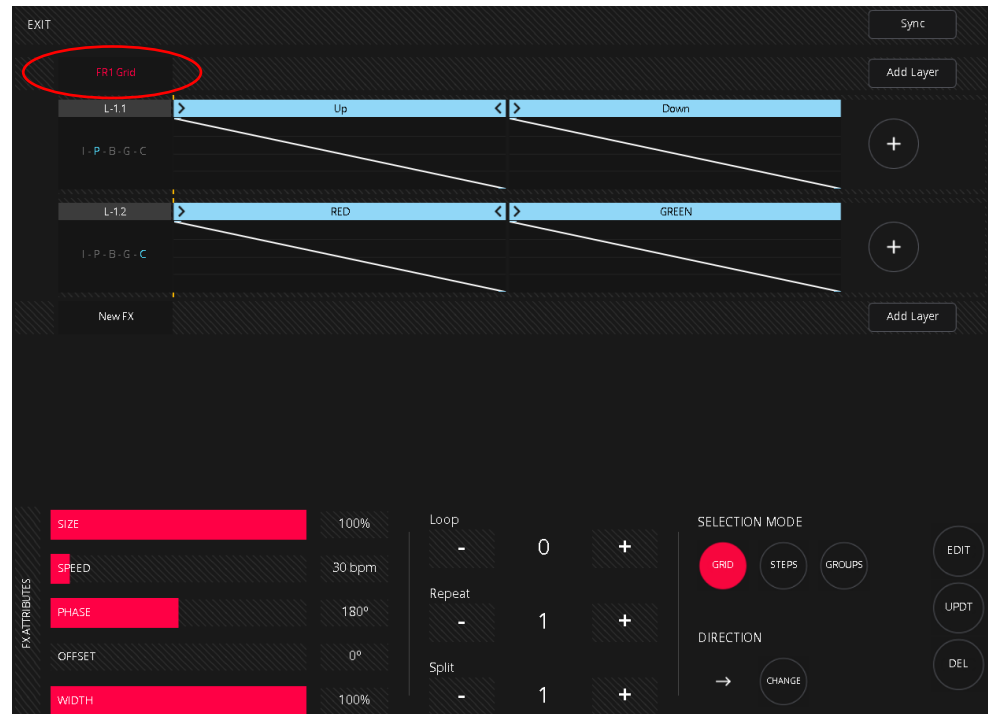 EXIT
Sync
FR1 Grid
Add Layer
L-1.1
Up
Down
I - P - B - G - C
+
L-1.2
RED
GREEN
I - P - B - G - C
+
New FX
Add Layer
FX ATTRIBUTES
SIZE
100%
SPEED
30 bpm
PHASE
180º
OFFSET
0º
WIDTH
100%
Loop
- 0 +
Repeat
- 1 +
Split
- 1 +
SELECTION MODE
GRID
STEPS
GROUPS
DIRECTION
→
CHANGE
EDIT
UPDT
DEL